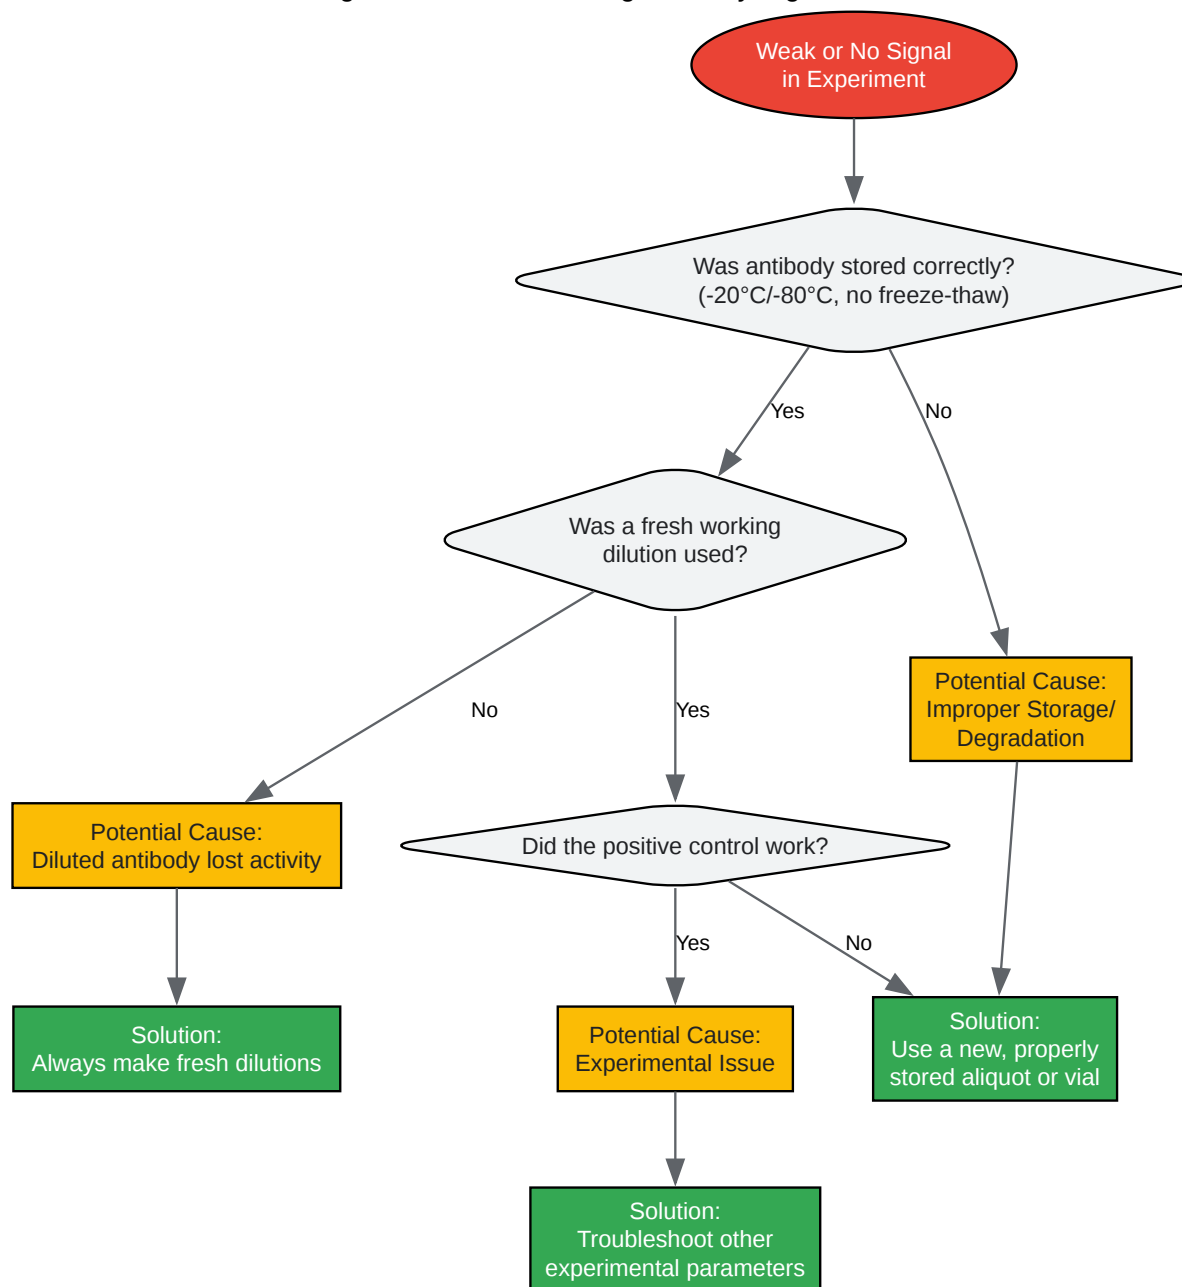 Weak or No Signal
in Experiment
Was antibody stored correctly?
(-20°C/-80°C, no freeze-thaw)
Yes
No
Was a fresh working
dilution used?
No
Yes
Potential Cause:
Improper Storage/
Degradation
Potential Cause:
Diluted antibody lost activity
Did the positive control work?
Yes
No
Solution:
Always make fresh dilutions
Potential Cause:
Experimental Issue
Solution:
Use a new, properly
stored aliquot or vial
Solution:
Troubleshoot other
experimental parameters